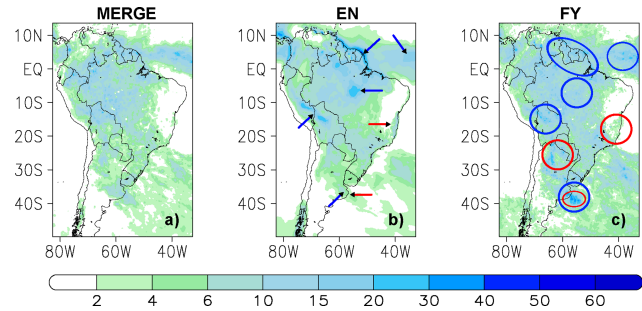 MERGE EN FY
10N 10N 10N
EQ EQ EQ
10S 10S 10S
20S 20S 20S
30S 30S 30S
40S 40S 40S
a) b) c)
80W 60W 40W 80W 60W 40W 80W 60W 40W
2 4 6 10 15 20 30 40 50 60